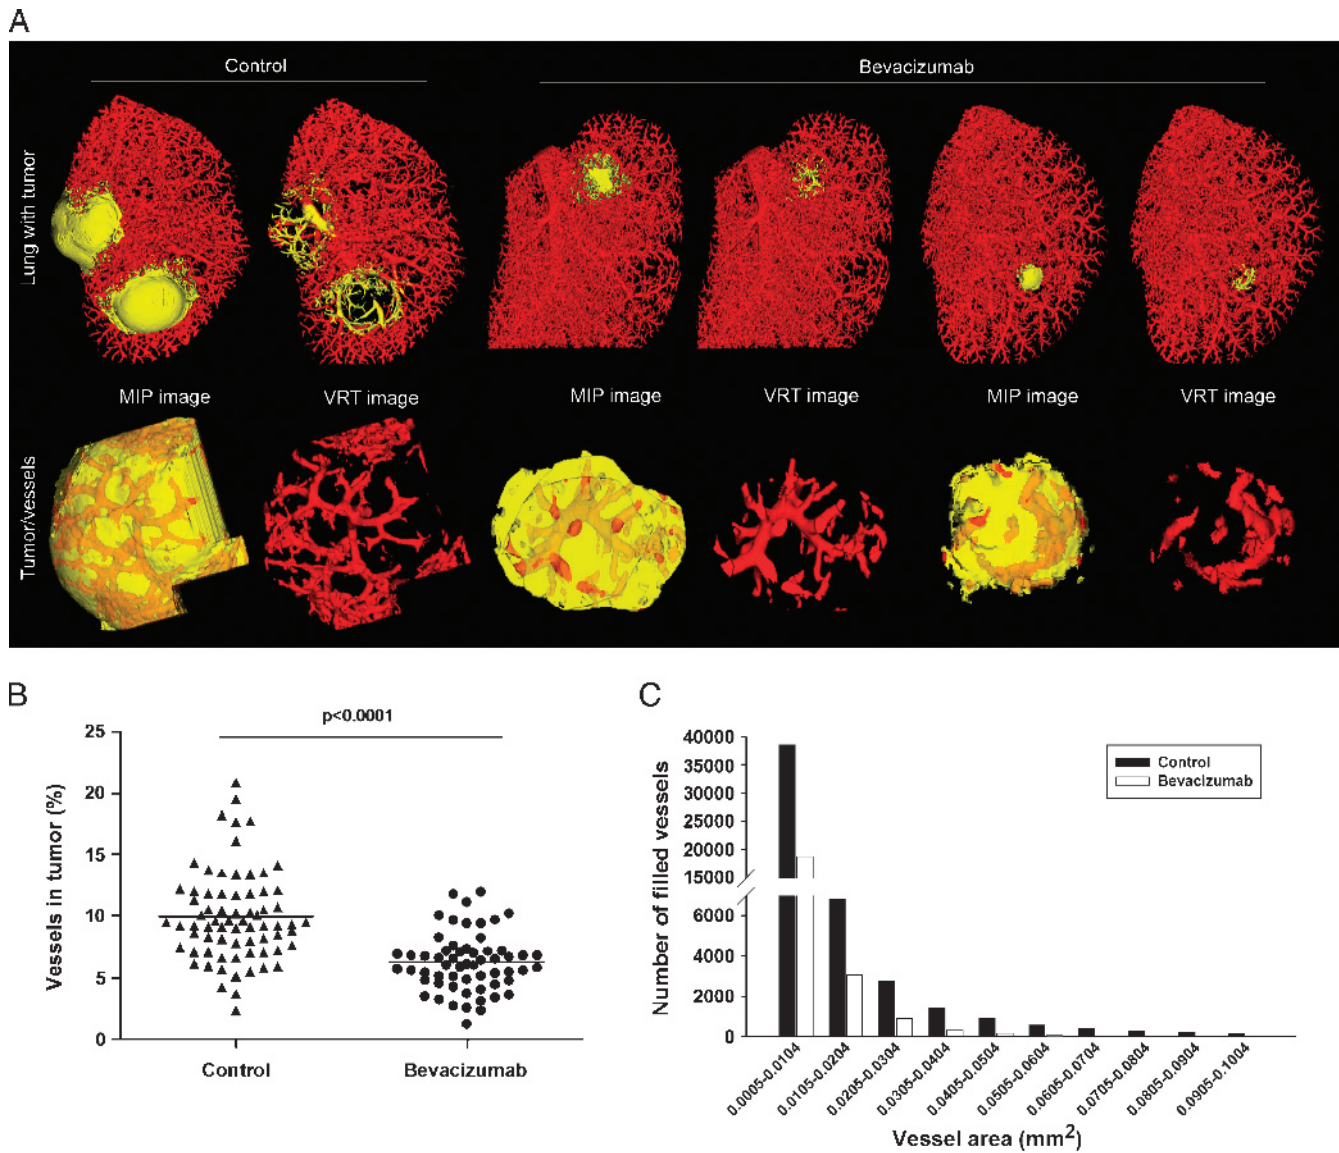 A
Control
Bevacizumab
Lung with tumor
MIP image
VRT image
MIP image
VRT image
MIP image
VRT image
Tumor/vessels
B
p<0.0001
Vessels in tumor (%)
25
20
15
10
5
0
Control
Bevacizumab
C
Number of filled vessels
40000
35000
30000
25000
20000
15000
6000
4000
2000
0
Control
Bevacizumab
0.0005-0.0104
0.0105-0.0204
0.0205-0.0304
0.0305-0.0404
0.0405-0.0504
0.0505-0.0604
0.0605-0.0704
0.0705-0.0804
0.0805-0.0904
0.0905-0.1004
Vessel area (mm²)